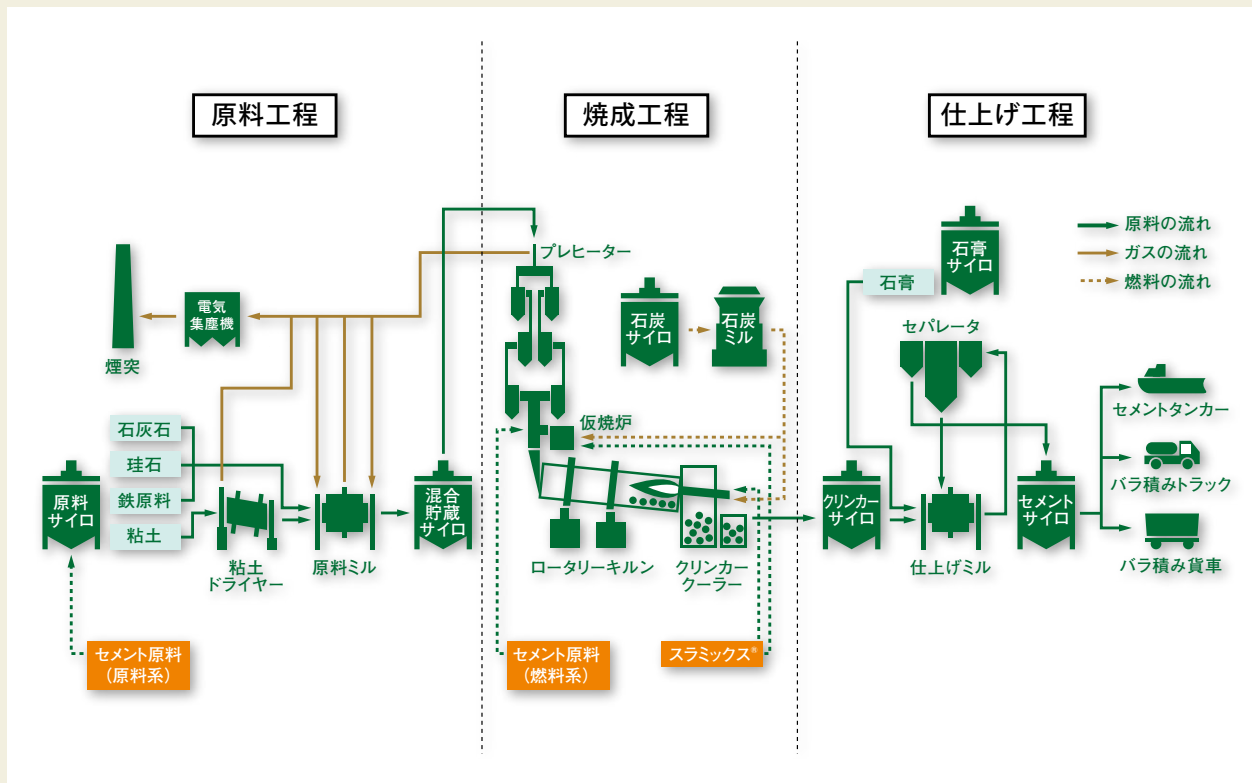 原料工程
焼成工程
仕上げ工程
原料の流れ
ガスの流れ
燃料の流れ
煙突
電気
集塵機
石灰石
珪石
鉄原料
粘土
原料
サイロ
粘土
ドライヤー
原料ミル
混合
貯蔵
サイロ
セメント原料
(原料系)
プレヒーター
石炭
サイロ
石炭
ミル
仮焼炉
ロータリーキルン
クリンカー
クーラー
セメント原料
(燃料系)
スラミックス®
石膏
石膏
サイロ
セパレータ
クリンカー
サイロ
仕上げミル
セメント
サイロ
セメントタンカー
バラ積みトラック
バラ積み貨車